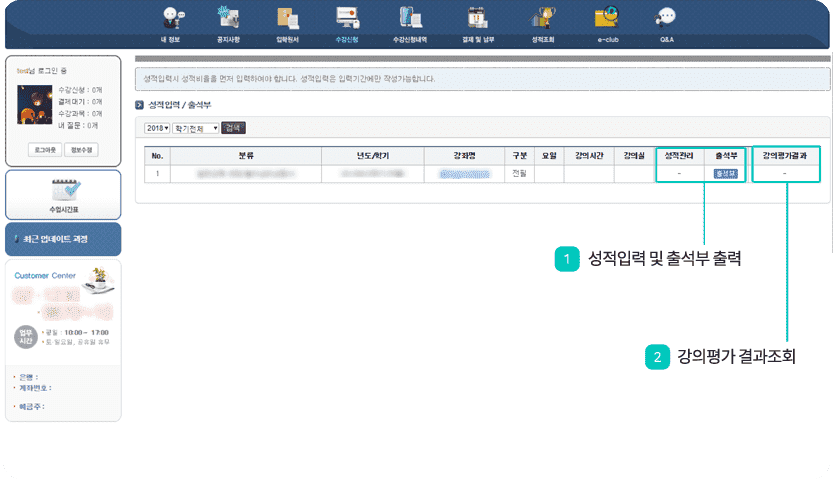 내 정보 공지사항 입학원서 수강신청 수강신청내역 결제 및 납부 성적조회 e-club Q&A
test님 로그인 중
수강신청 : 0개
결제대기 : 0개
수강과목 : 0개
내 질문 : 0개
로그아웃 정보수정
수업시간표
최근 업데이트 과정
Customer Center
업무시간
• 평일 : 10:00 ~ 17:00
• 토·일요일, 공휴일 휴무
• 은행 :
• 계좌번호 :
• 예금주 :
성적입력시 성적비율을 먼저 입력하여야 합니다. 성적입력은 입력기간에만 작성가능합니다.
성적입력 / 출석부
2018 학기전체 검색
No. 분류 년도/학기 강좌명 구분 요일 강의시간 강의실 성적관리 출석부 강의평가결과
1 전필 - 출석부 -
1 성적입력 및 출석부 출력
2 강의평가 결과조회